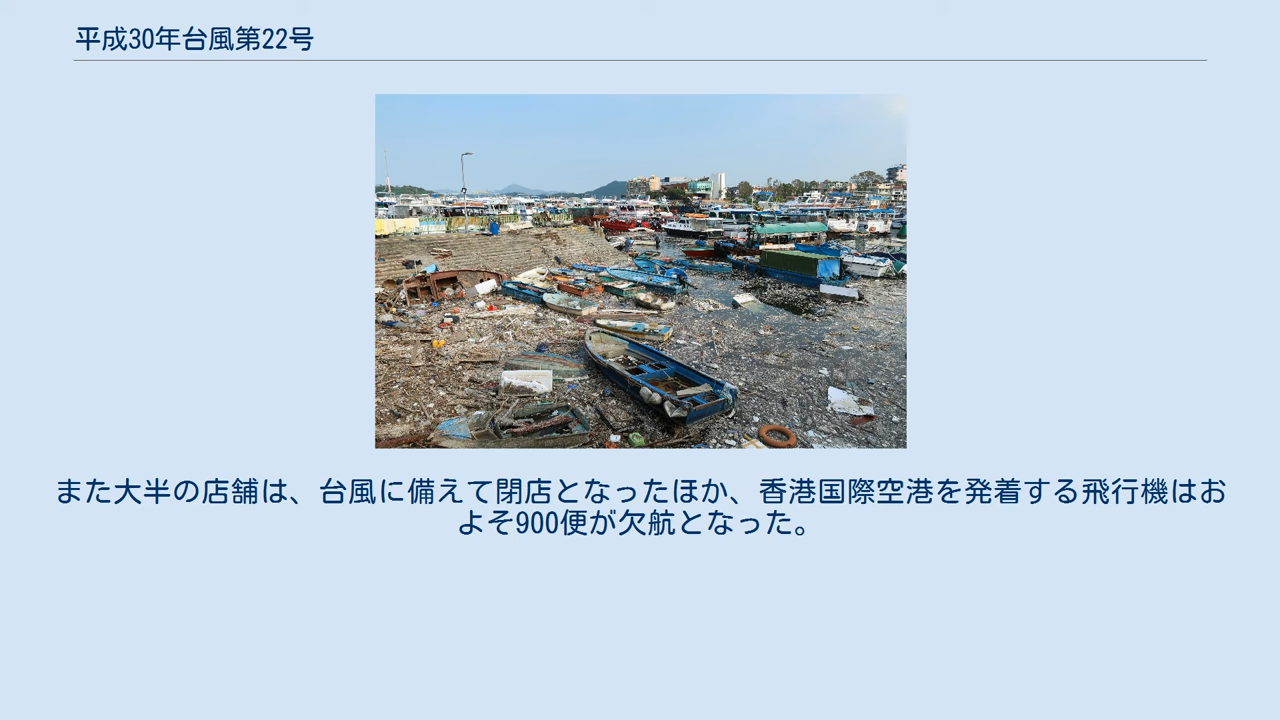 平成30年台風第22号
また大半の店舗は、台風に備えて閉店となったほか、香港国際空港を発着する飛行機はお
よそ900便が欠航となった。